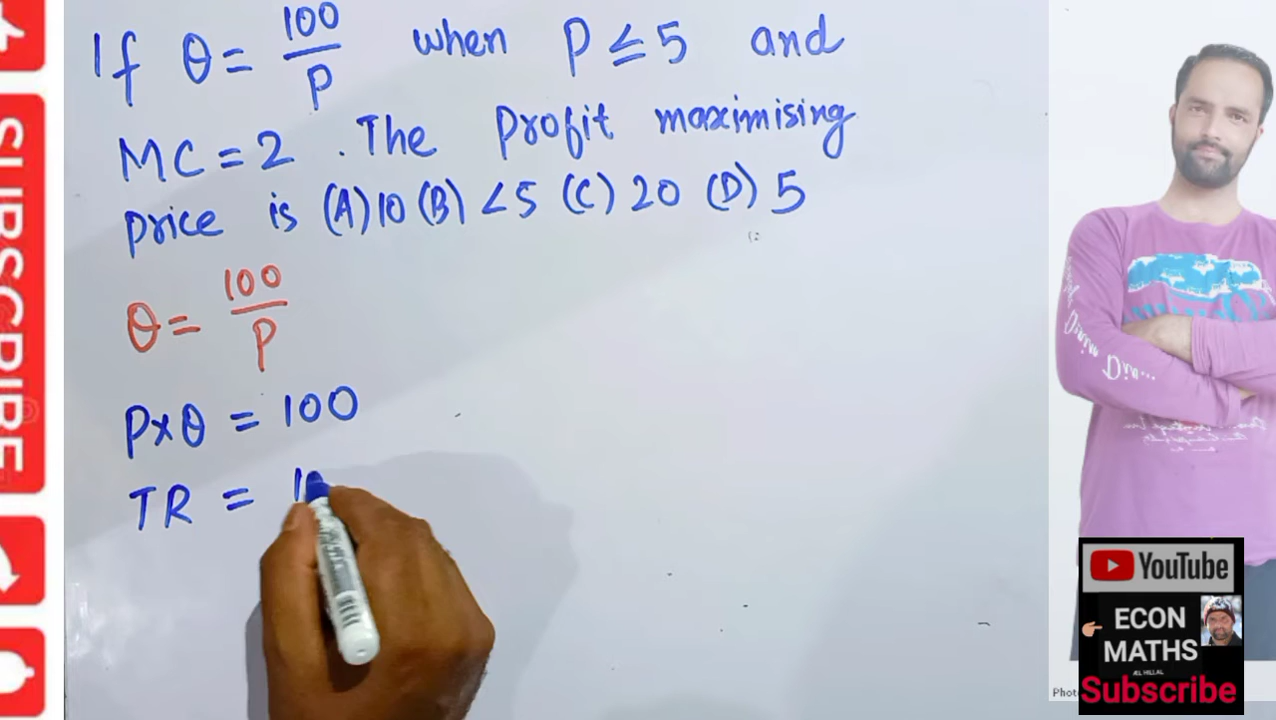 If Q = 100/P when P ≤ 5 and
MC = 2 . The Profit maximising
Price is (A) 10 (B) < 5 (C) 20 (D) 5
Q = 100/P
P×Q = 100
TR = 1
SUBSCRIBE
YouTube
ECON
MATHS
Subscribe